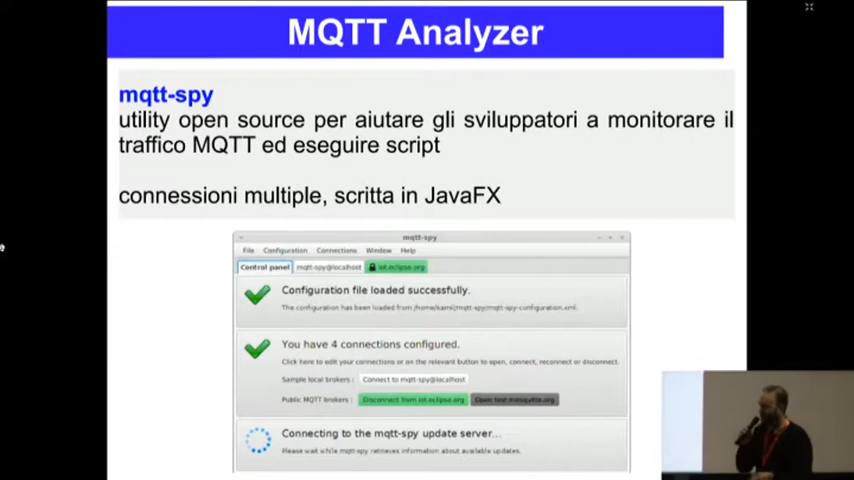 MQTT Analyzer
mqtt-spy
utility open source per aiutare gli sviluppatori a monitorare il
traffico MQTT ed eseguire script
connessioni multiple, scritta in JavaFX
mqtt-spy
File Configuration Connections Window Help
Control panel mqtt-spy@localhost iot.eclipse.org
Configuration file loaded successfully.
The configuration has been loaded from /home/kamil/mqtt-spy/mqtt-spy-configuration.xml.
You have 4 connections configured.
Click here to edit your connections or on the relevant button to open, connect, reconnect or disconnect.
Sample local brokers : Connect to mqtt-spy@localhost
Public MQTT brokers : Disconnect from iot.eclipse.org Open test.mosquitto.org
Connecting to the mqtt-spy update server...
Please wait while mqtt-spy retrieves information about available updates.